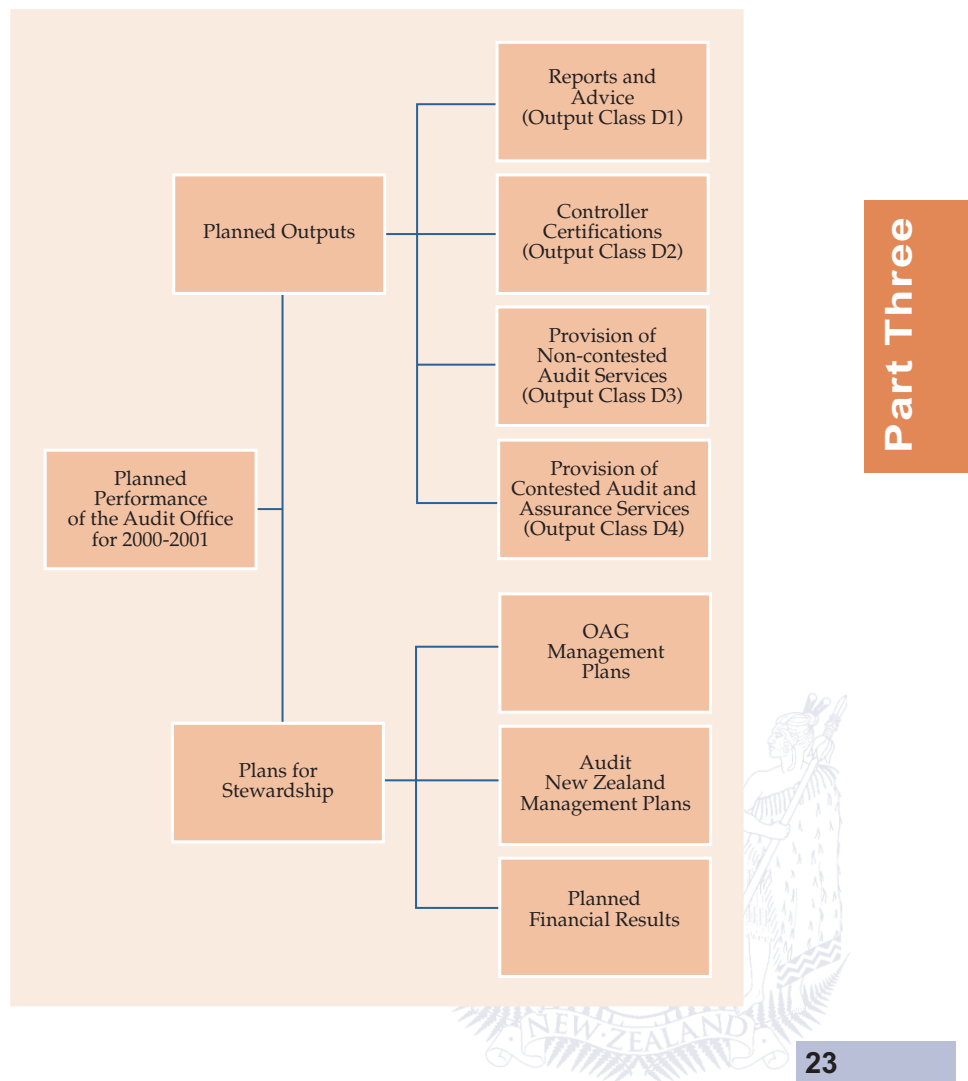 Reports and
Advice
(Output Class D1)
Planned Outputs
Controller
Certifications
(Output Class D2)
Provision of
Non-contested
Audit Services
(Output Class D3)
Planned
Performance
of the Audit Office
for 2000-2001
Provision of
Contested Audit and
Assurance Services
(Output Class D4)
OAG
Management
Plans
Plans for
Stewardship
Audit
New Zealand
Management Plans
Planned
Financial Results
Part Three
NEW·ZEALAND
23